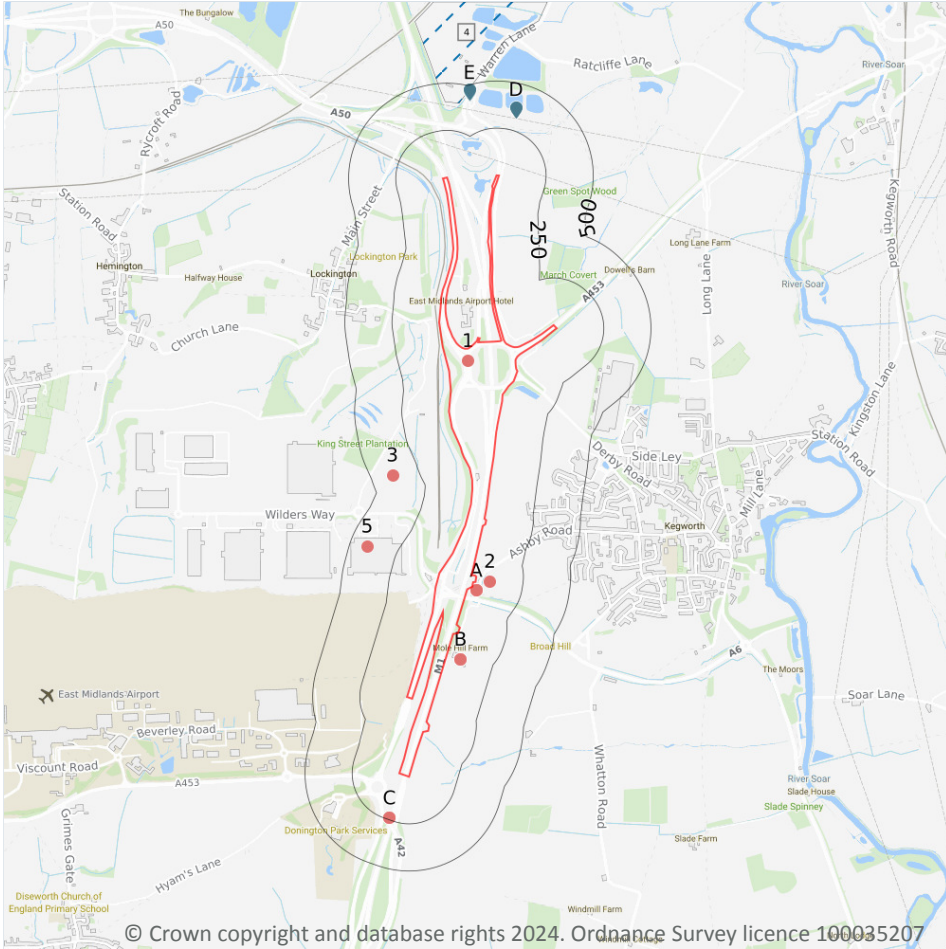 The Bungalow
A50
4
Warren Lane
Ratcliffe Lane
River Soar
E
D
A50
Rycroft Road
Station Road
Main Street
Green Spot Wood
500
250
Kegworth Road
Lockington Park
Long Lane Farm
Hemington
Halfway House
Lockington
March Covert
Dowell's Barn
Long Lane
River Soar
A453
East Midlands Airport Hotel
Church Lane
1
Kingston Lane
King Street Plantation
3
Derby Road
Side Ley
Station Road
Mill Lane
Wilders Way
5
Ashby Road
Kegworth
A
2
B
Mole Hill Farm
M1
Broad Hill
A6
The Moors
East Midlands Airport
Soar Lane
Beverley Road
Viscount Road
A453
Whatton Road
River Soar
Slade House
Slade Spinney
C
Donington Park Services
A42
Grimes Gate
Slade Farm
Hyam's Lane
Diseworth Church of
England Primary School
Windmill Farm
© Crown copyright and database rights 2024. Ordnance Survey licence 100035207